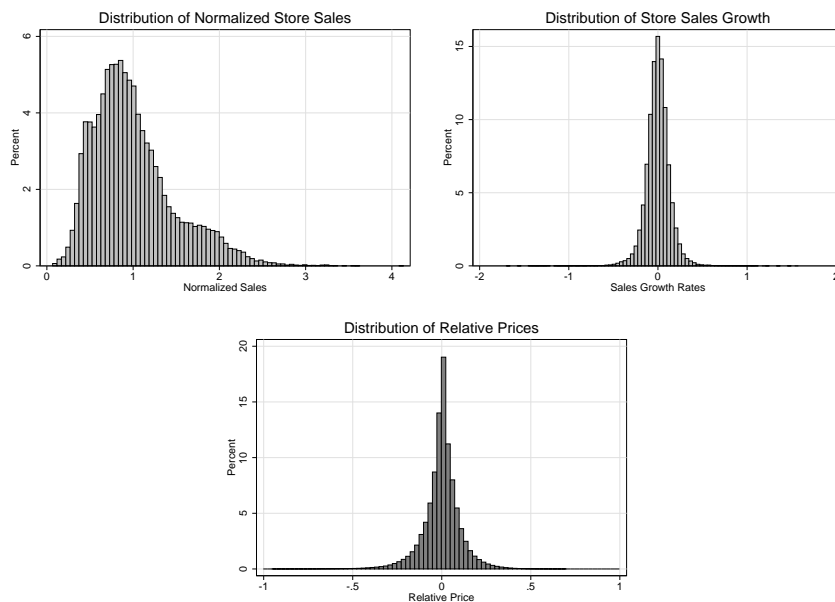 Distribution of Normalized Store Sales
6
4
2
0
Percent
0 1 2 3 4
Normalized Sales
Distribution of Store Sales Growth
15
10
5
0
Percent
-2 -1 0 1 2
Sales Growth Rates
Distribution of Relative Prices
20
15
10
5
0
Percent
-1 -.5 0 .5 1
Relative Price